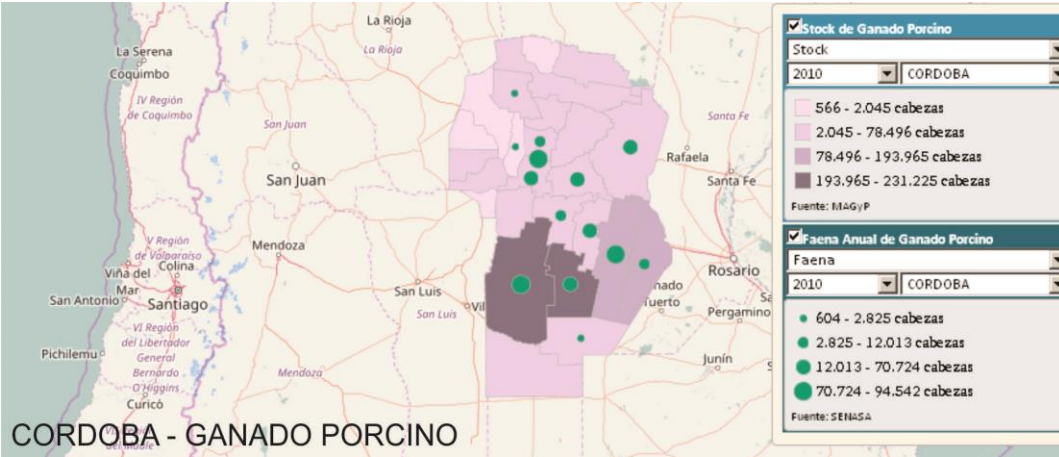 La Rioja
La Rioja
La Serena
Coquimbo
IV Región
de Coquimbo
San Juan
Santa Fe
Rafaela
San Juan
Santa Fe
V Región
de Valparaíso
Mendoza
Viña del
Mar
Colina
Rosario
San Antonio
Santiago
San Luis
San Luis
Vil
nado
uerto
Pergamino
VI Región
del Libertador
General
Bernardo
O'Higgins
Pichilemu
Mendoza
Junín
Curicó
CORDOBA - GANADO PORCINO
Stock de Ganado Porcino
Stock
2010 CORDOBA
566 - 2.045 cabezas
2.045 - 78.496 cabezas
78.496 - 193.965 cabezas
193.965 - 231.225 cabezas
Fuente: MAGyP
Faena Anual de Ganado Porcino
Faena
2010 CORDOBA
604 - 2.825 cabezas
2.825 - 12.013 cabezas
12.013 - 70.724 cabezas
70.724 - 94.542 cabezas
Fuente: SENASA